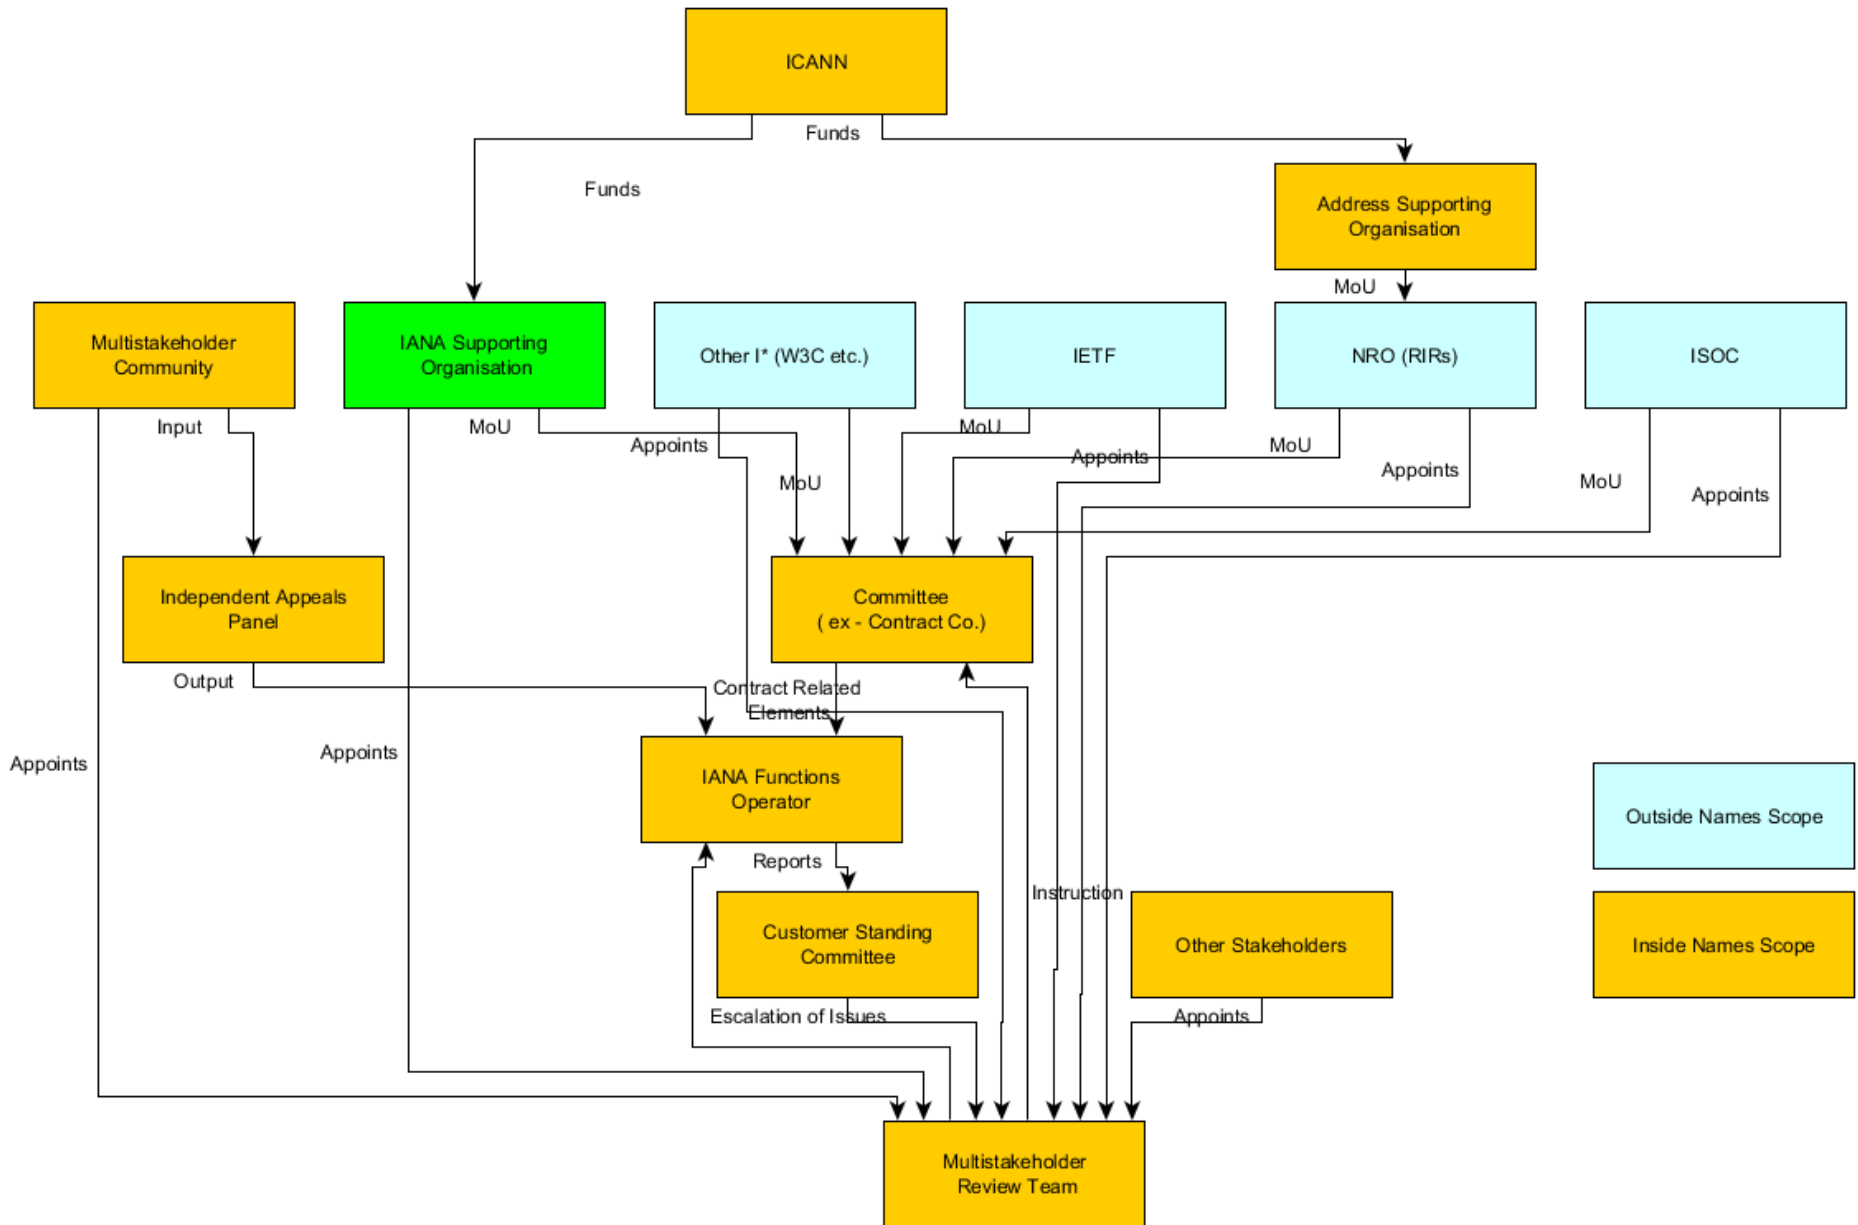 ICANN
Funds
Funds
Address Supporting
Organisation
MoU
Multistakeholder
Community
IANA Supporting
Organisation
Other I* (W3C etc.)
IETF
NRO (RIRs)
ISOC
Input
MoU
Appoints
MoU
MoU
Appoints
MoU
Appoints
MoU
Appoints
Independent Appeals
Panel
Committee
( ex - Contract Co.)
Output
Contract Related
Elements
Appoints
Appoints
IANA Functions
Operator
Outside Names Scope
Reports
Instruction
Customer Standing
Committee
Other Stakeholders
Inside Names Scope
Escalation of Issues
Appoints
Multistakeholder
Review Team